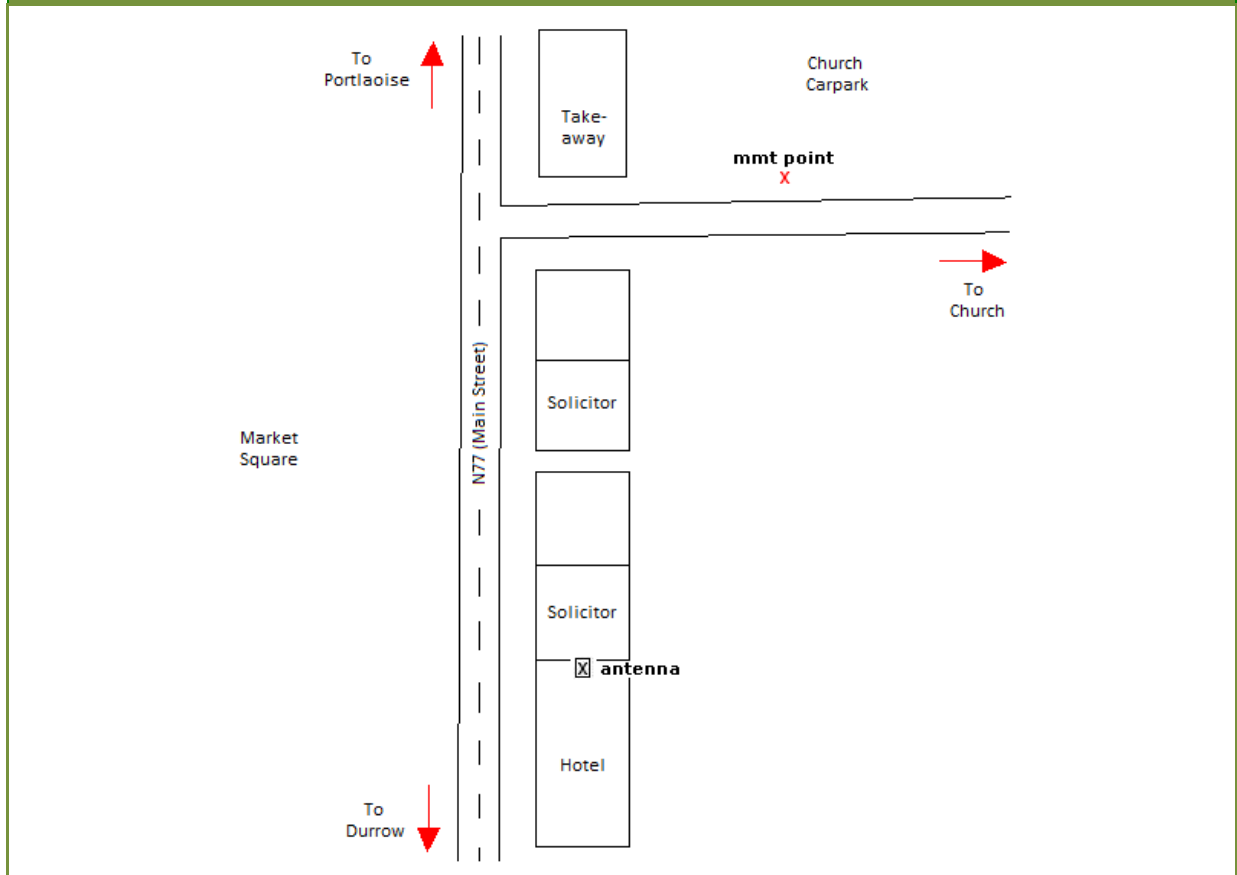 To
Portlaoise
Church
Carpark
Take-
away
mmt point
X
To
Church
N77 (Main Street)
Solicitor
Market
Square
Solicitor
X antenna
Hotel
To
Durrow